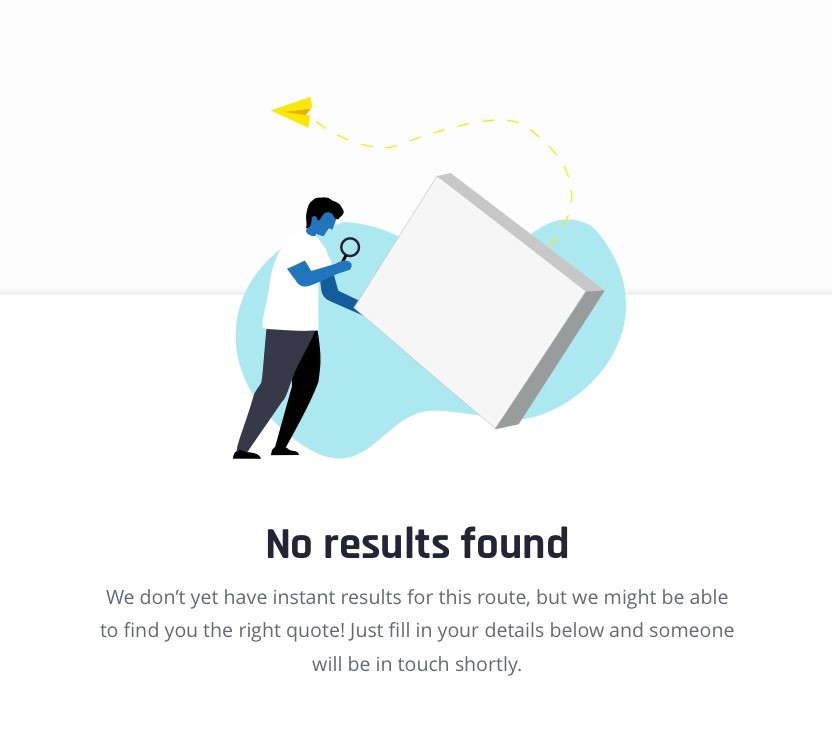 No results found
We don’t yet have instant results for this route, but we might be able
to find you the right quote! Just fill in your details below and someone
will be in touch shortly.